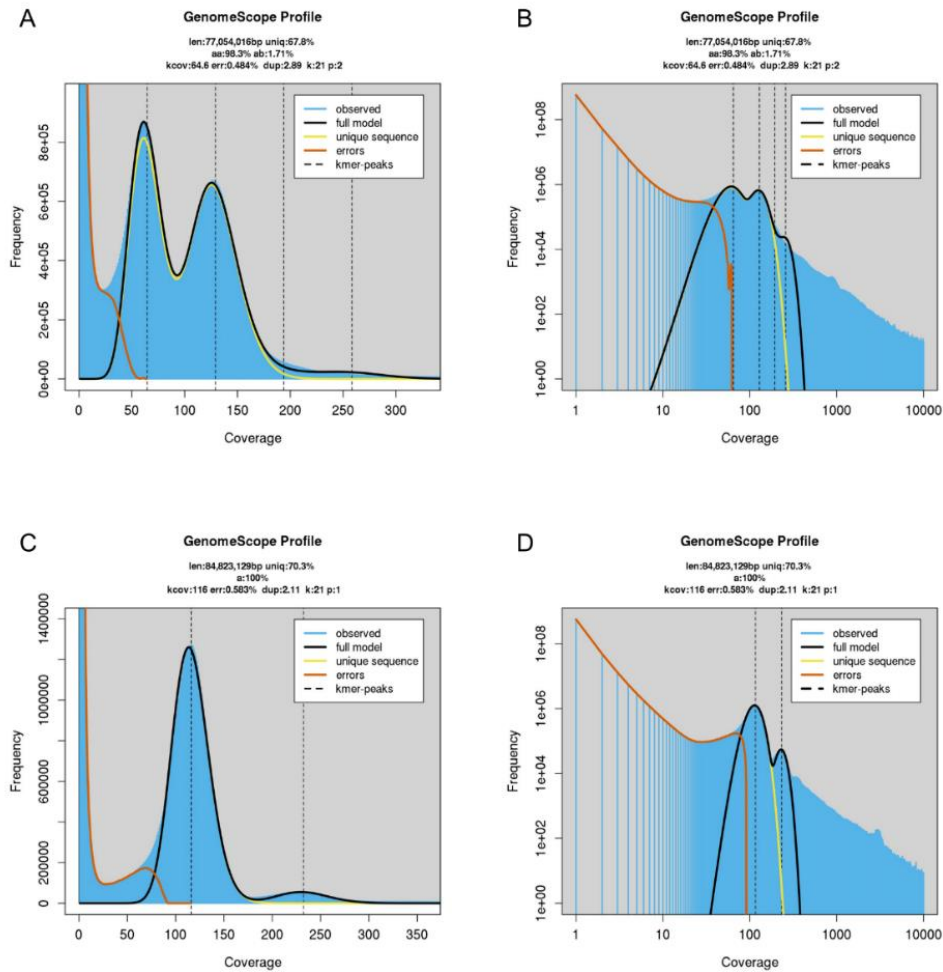 A
GenomeScope Profile
len:77,054,016bp uniq:67.8%
aa:98.3% ab:1.71%
kcov:64.6 err:0.484% dup:2.89 k:21 p:2
observed
full model
unique sequence
errors
kmer-peaks
Frequency
0e+00 2e+05 4e+05 6e+05 8e+05
0 50 100 150 200 250 300
Coverage
B
GenomeScope Profile
len:77,054,016bp uniq:67.8%
aa:98.3% ab:1.71%
kcov:64.6 err:0.484% dup:2.89 k:21 p:2
observed
full model
unique sequence
errors
kmer-peaks
Frequency
1e+00 1e+02 1e+04 1e+06 1e+08
1 10 100 1000 10000
Coverage
C
GenomeScope Profile
len:84,823,129bp uniq:70.3%
a:100%
kcov:116 err:0.583% dup:2.11 k:21 p:1
observed
full model
unique sequence
errors
kmer-peaks
Frequency
0 200000 600000 1000000 1400000
0 50 100 150 200 250 300 350
Coverage
D
GenomeScope Profile
len:84,823,129bp uniq:70.3%
a:100%
kcov:116 err:0.583% dup:2.11 k:21 p:1
observed
full model
unique sequence
errors
kmer-peaks
Frequency
1e+00 1e+02 1e+04 1e+06 1e+08
1 10 100 1000 10000
Coverage